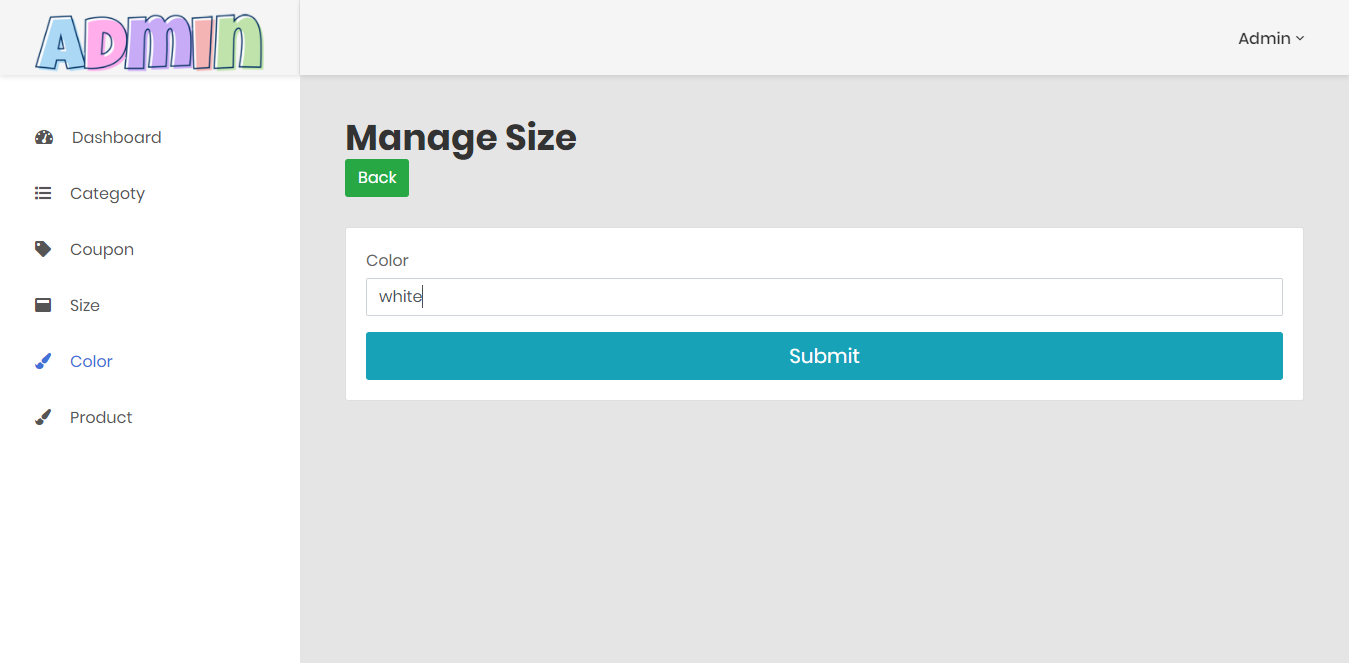 ADMIN
Admin
Dashboard
Categoty
Coupon
Size
Color
Product
Manage Size
Back
Color
white
Submit